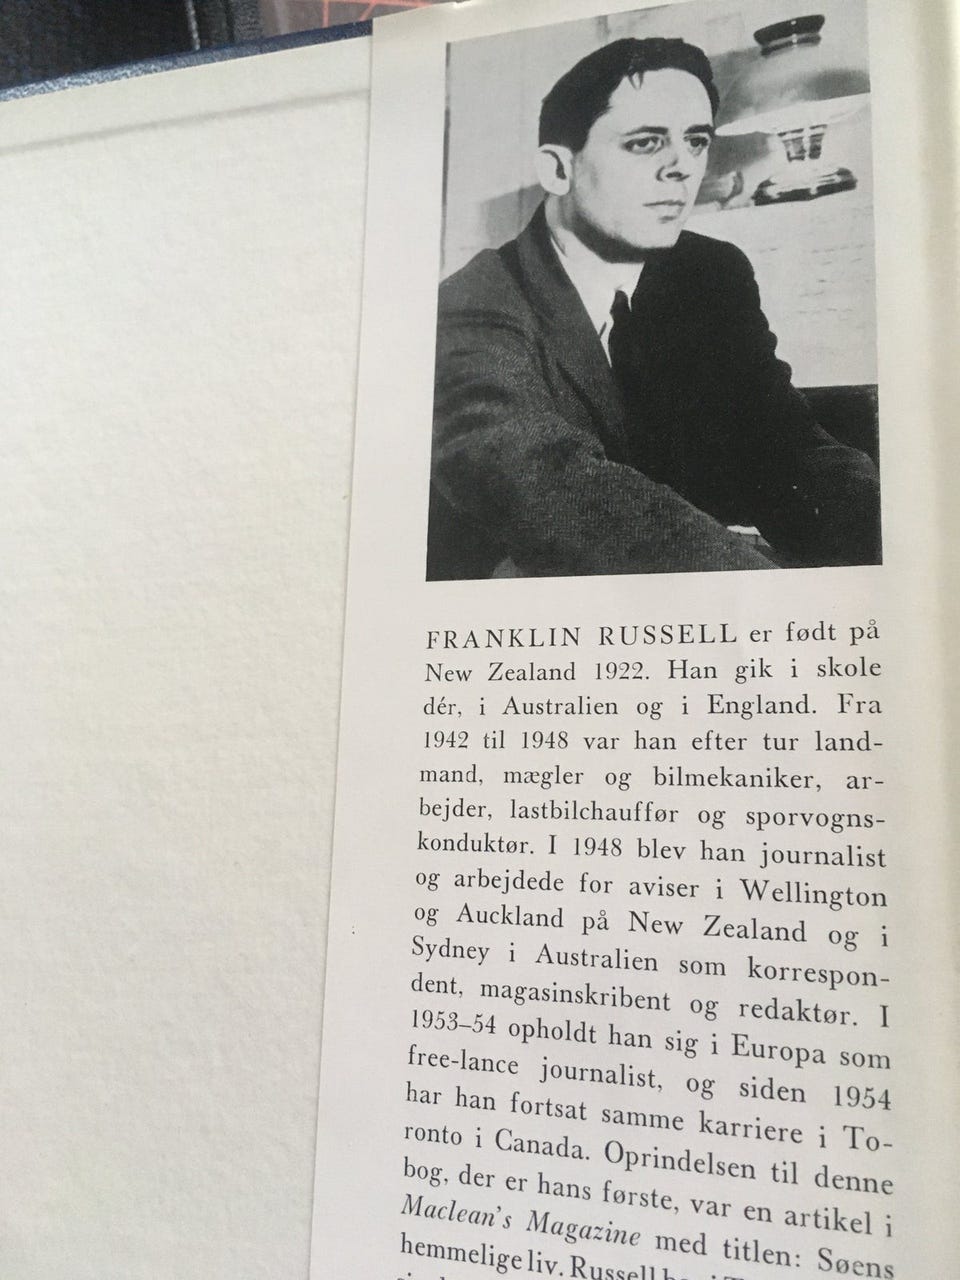 FRANKLIN RUSSELL er født på
New Zealand 1922. Han gik i skole
dér, i Australien og i England. Fra
1942 til 1948 var han efter tur land-
mand, mægler og bilmekaniker, ar-
bejder, lastbilchauffør og sporvogns-
konduktør. I 1948 blev han journalist
og arbejdede for aviser i Wellington
og Auckland på New Zealand og i
Sydney i Australien som korrespon-
dent, magasinskribent og redaktør. I
1953–54 opholdt han sig i Europa som
free-lance journalist, og siden 1954
har han fortsat samme karriere i To-
ronto i Canada. Oprindelsen til denne
bog, der er hans første, var en artikel i
Maclean's Magazine med titlen: Søens
hemmelige liv. Russell